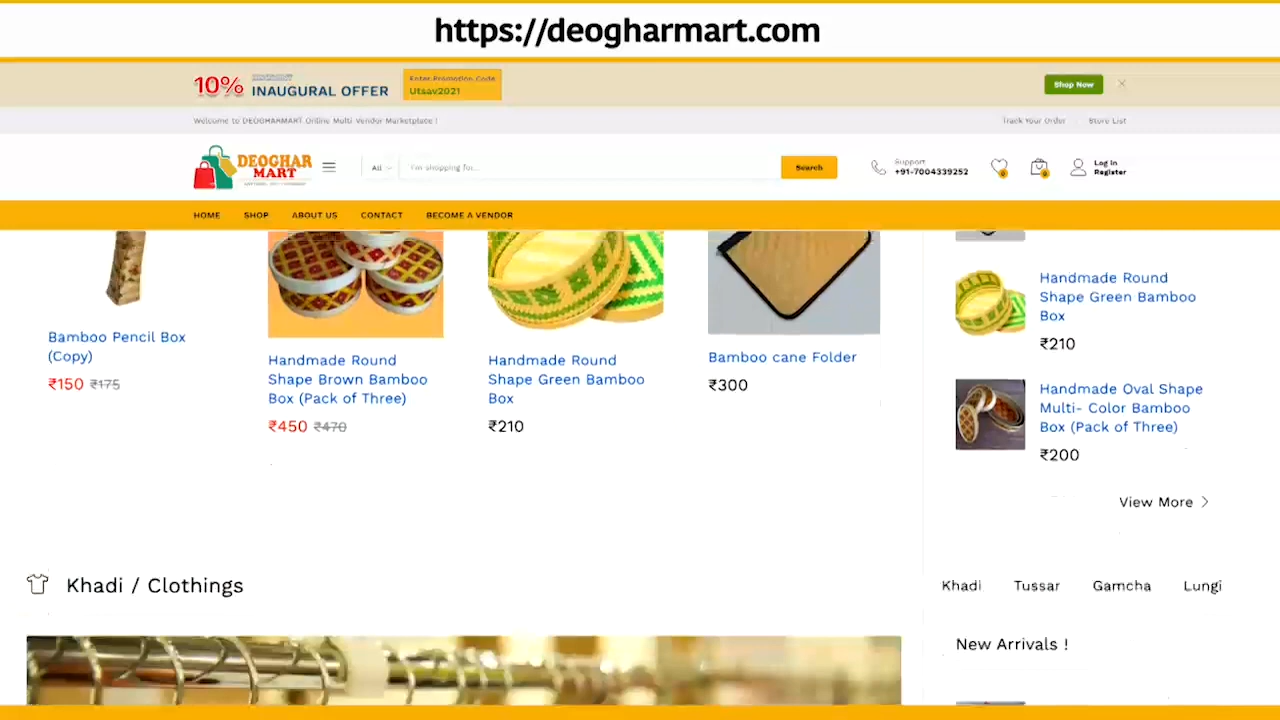 https://deogharmart.com
10% INAUGURAL OFFER
Enter Promotion Code
Utsav2021
Shop Now
Welcome to DEOGHARMART Online Multi Vendor Marketplace !
Track Your Order
Store List
DEOGHAR
MART
All
I'm shopping for...
Search
Support
+91-7004339252
0
0
Log in
Register
HOME
SHOP
ABOUT US
CONTACT
BECOME A VENDOR
Bamboo Pencil Box
(Copy)
₹150 ₹175
Handmade Round
Shape Brown Bamboo
Box (Pack of Three)
₹450 ₹470
Handmade Round
Shape Green Bamboo
Box
₹210
Bamboo cane Folder
₹300
Handmade Round
Shape Green Bamboo
Box
₹210
Handmade Oval Shape
Multi- Color Bamboo
Box (Pack of Three)
₹200
View More
Khadi / Clothings
Khadi
Tussar
Gamcha
Lungi
New Arrivals !